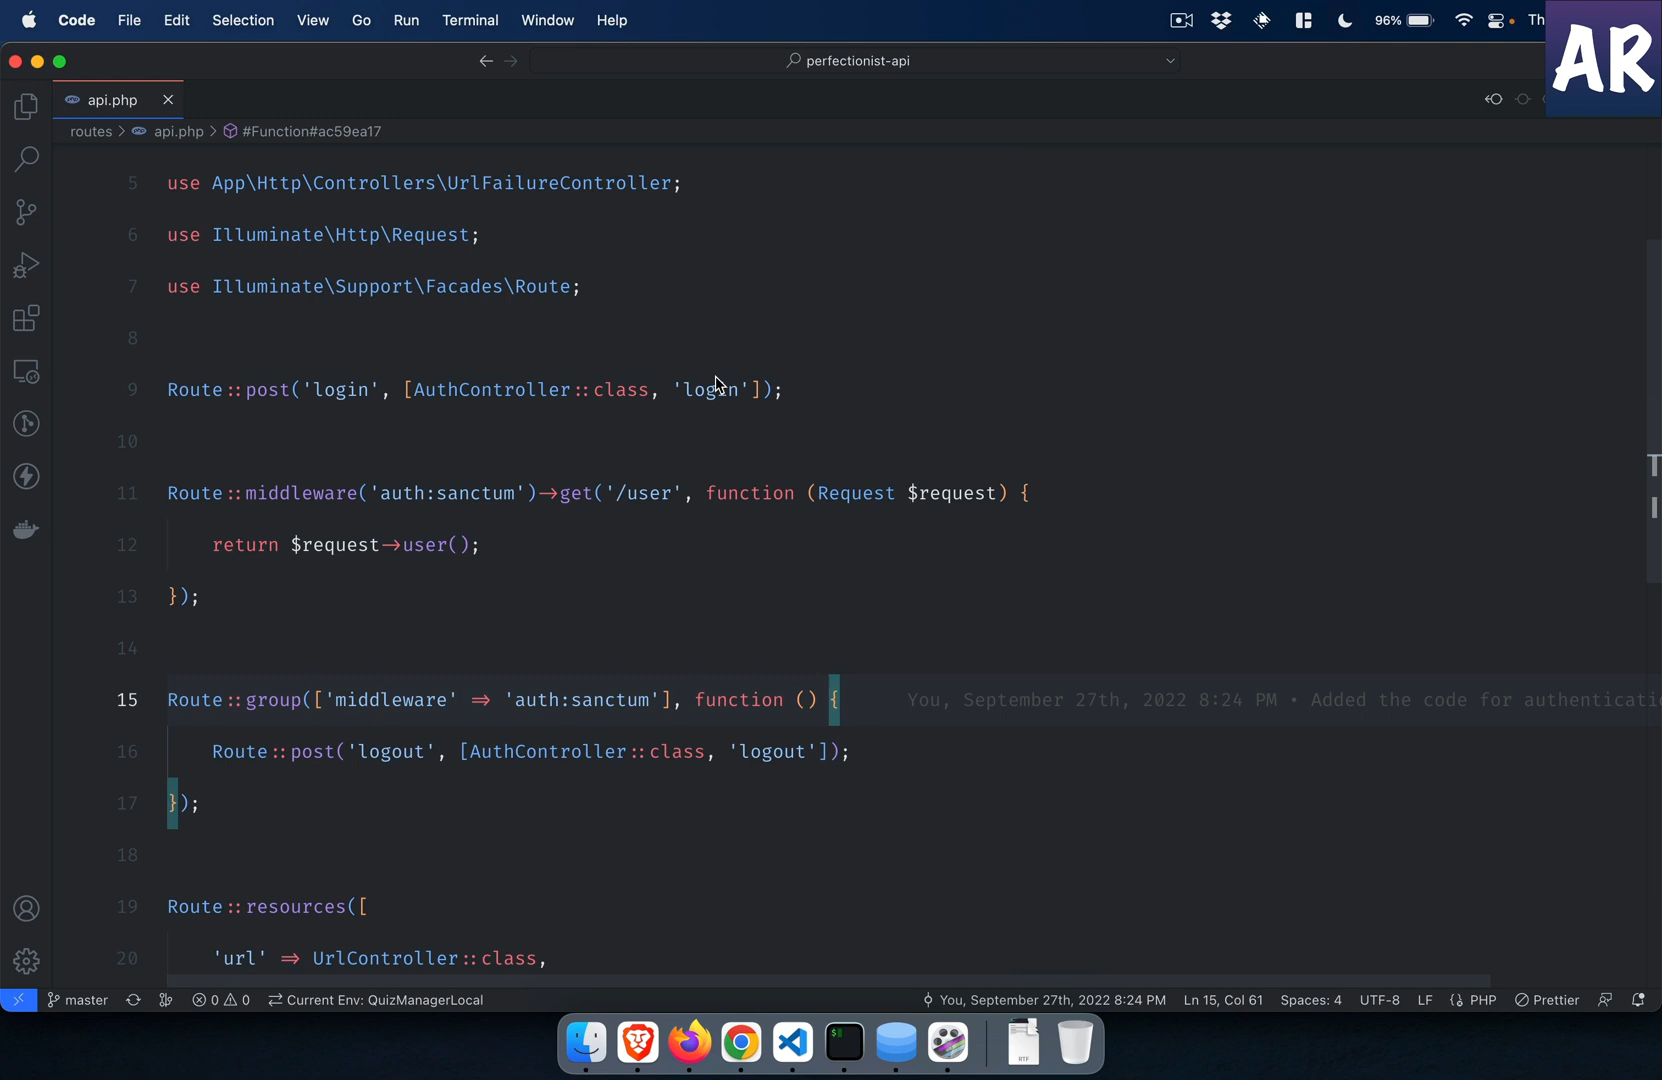 Code File Edit Selection View Go Run Terminal Window Help 96% Th
AR
perfectionist-api
api.php
routes > api.php > #Function#ac59ea17
5 use App\Http\Controllers\UrlFailureController;
6 use Illuminate\Http\Request;
7 use Illuminate\Support\Facades\Route;
8
9 Route::post('login', [AuthController::class, 'login']);
10
11 Route::middleware('auth:sanctum')->get('/user', function (Request $request) {
12 return $request->user();
13 });
14
15 Route::group(['middleware' => 'auth:sanctum'], function () { You, September 27th, 2022 8:24 PM • Added the code for authenticati
16 Route::post('logout', [AuthController::class, 'logout']);
17 });
18
19 Route::resources([
20 'url' => UrlController::class,
master 0 0 Current Env: QuizManagerLocal You, September 27th, 2022 8:24 PM Ln 15, Col 61 Spaces: 4 UTF-8 LF PHP Prettier
$
RTF